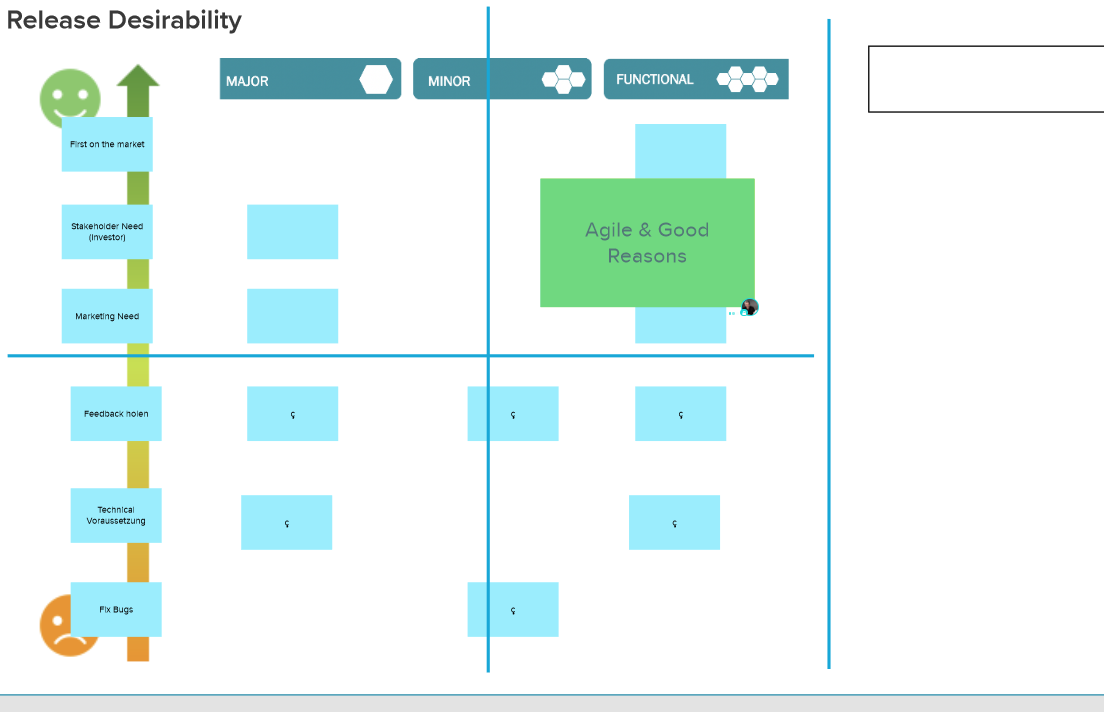 Release Desirability
MAJOR
MINOR
FUNCTIONAL
First on the market
Stakeholder Need
(Investor)
Agile & Good
Reasons
Marketing Need
Feedback holen
ç
ç
ç
Technical
Voraussetzung
ç
ç
Fix Bugs
ç